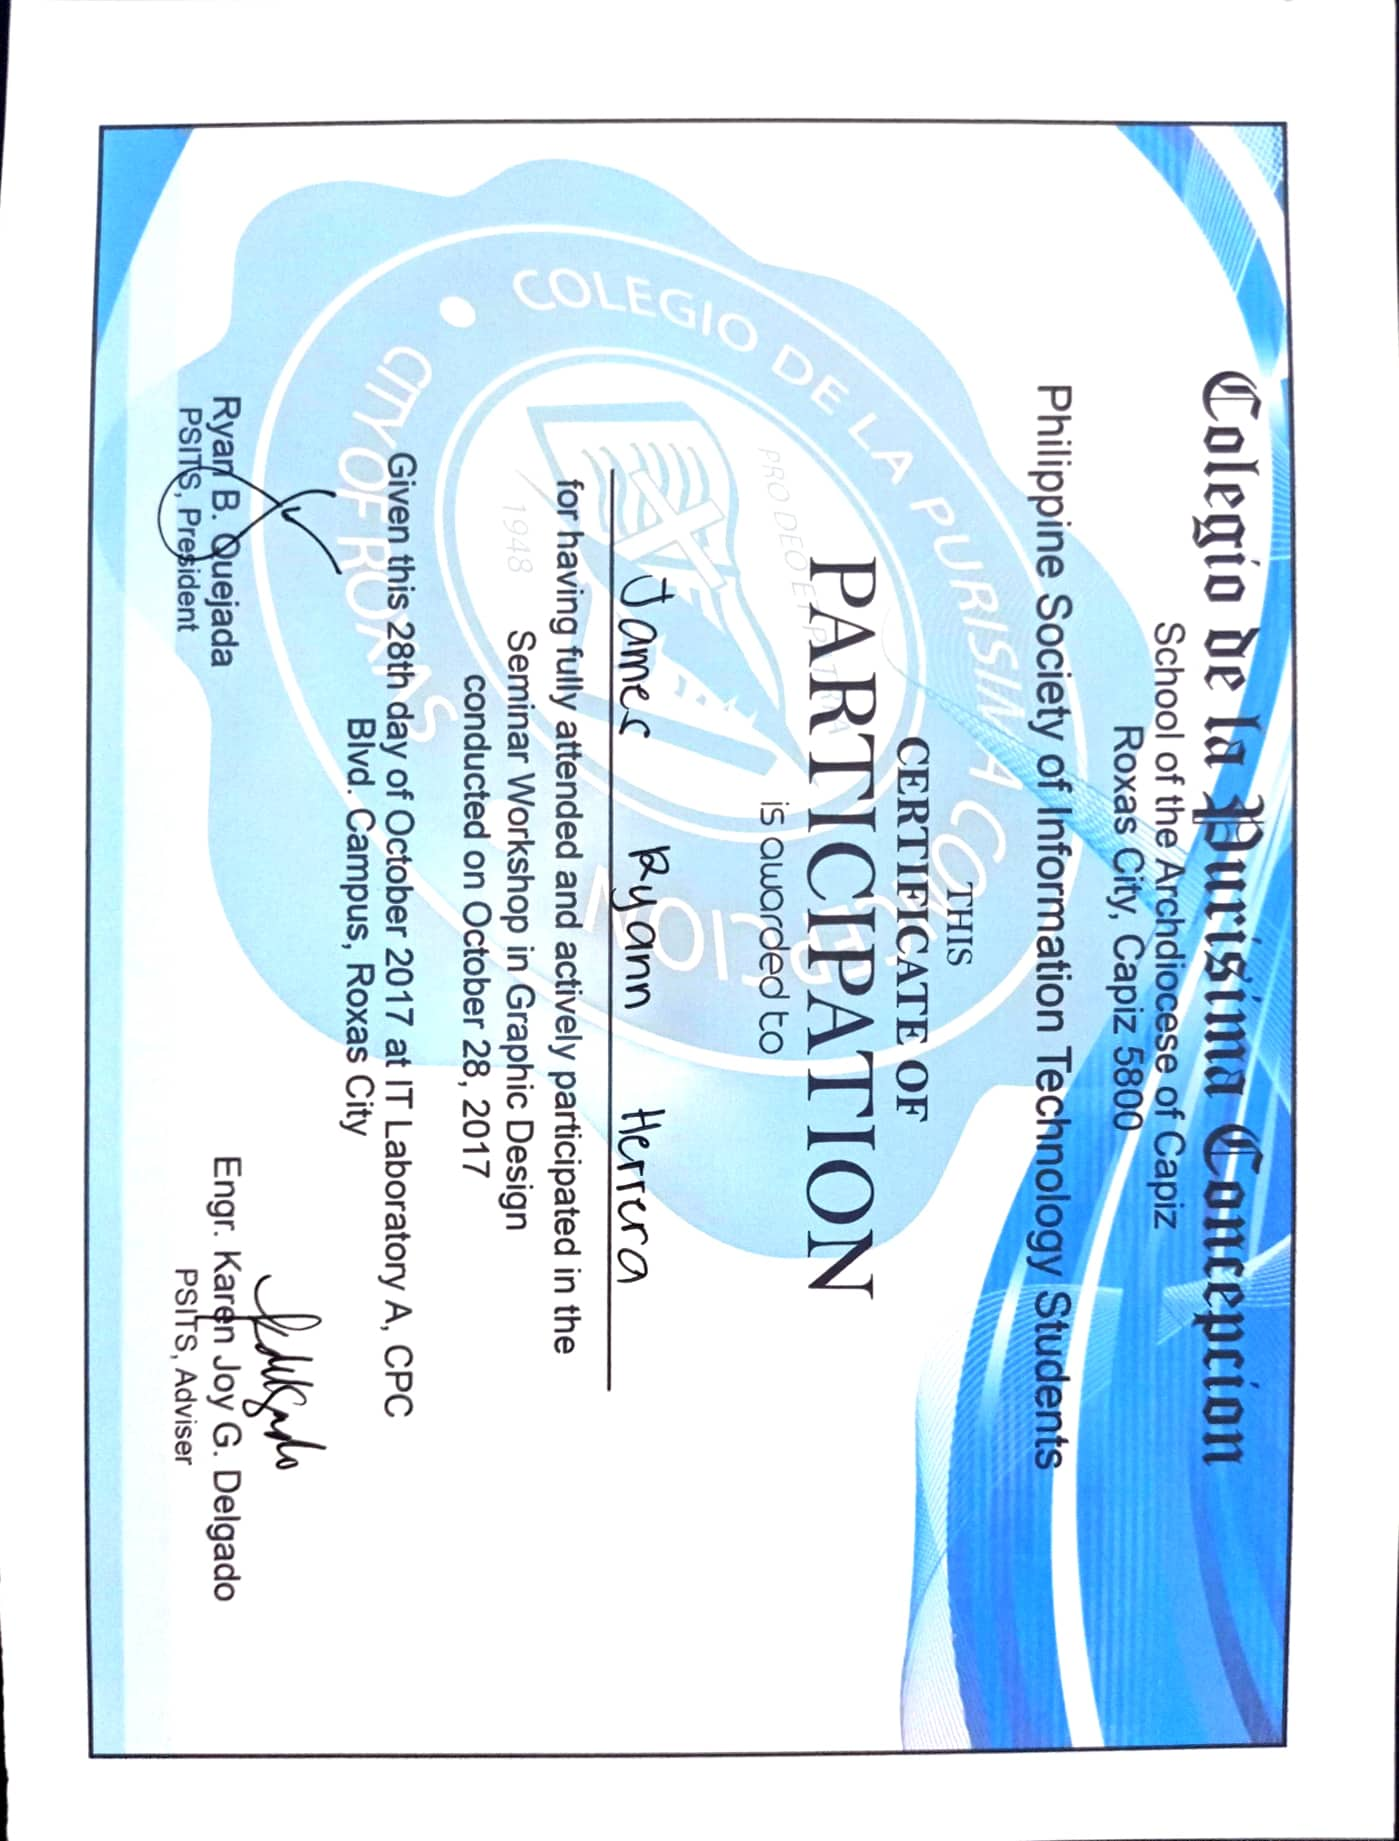 Colegio de la Purisima Concepcion
School of the Archdiocese of Capiz
Roxas City, Capiz 5800
Philippine Society of Information Technology Students
THIS
CERTIFICATE OF
PARTICIPATION
is awarded to
James Ryann Herrera
for having fully attended and actively participated in the
Seminar Workshop in Graphic Design
conducted on October 28, 2017
Given this 28th day of October 2017 at IT Laboratory A, CPC
Blvd. Campus, Roxas City
Ryan B. Quejada
PSITS, President
Engr. Karen Joy G. Delgado
PSITS, Adviser
COLEGIO DE LA PURISIMA CONCEPCION
CITY OF ROXAS
PRO DEO ET PATRIA
1948